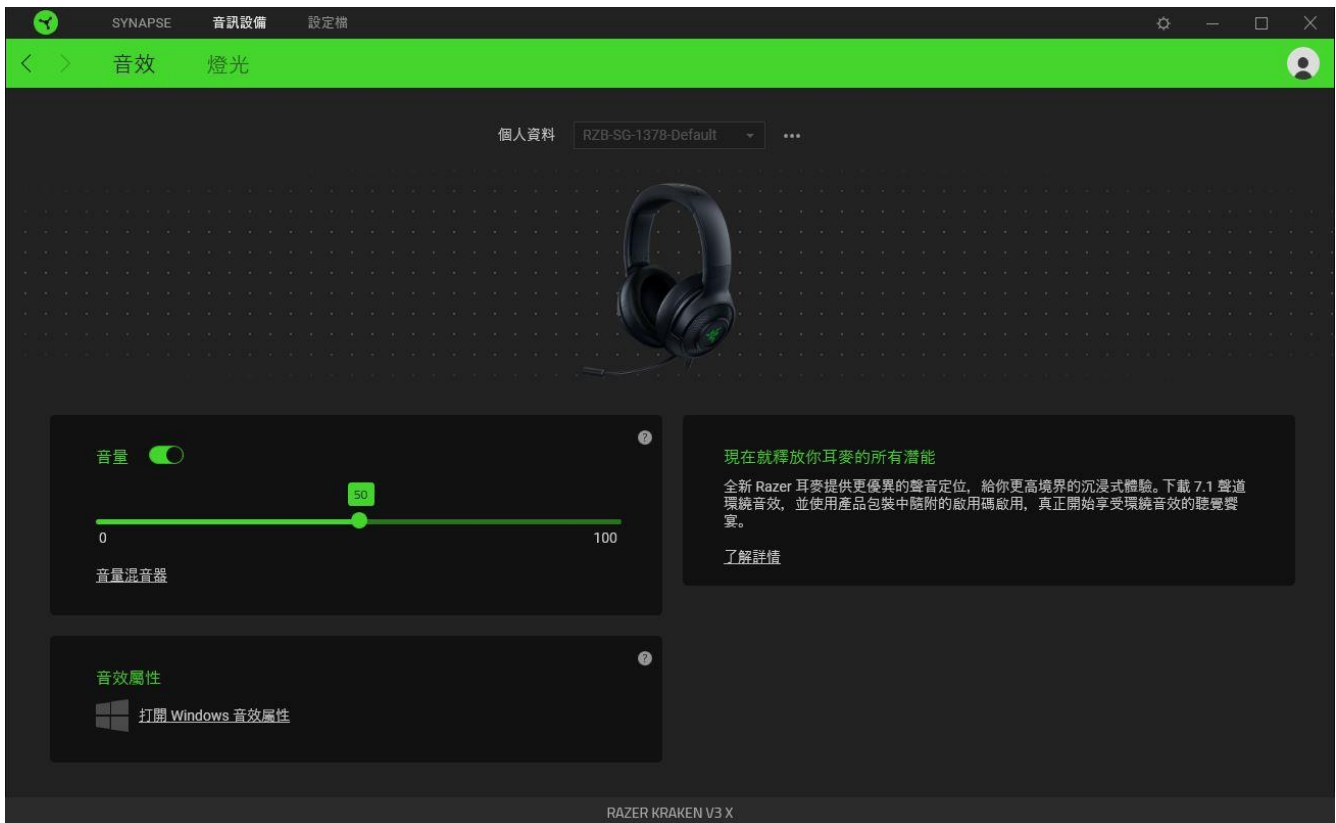 SYNAPSE 音訊設備 設定檔
音效 燈光
個人資料 RZB-SG-1378-Default
音量
50
0 100
音量混音器
現在就釋放你耳麥的所有潛能
全新 Razer 耳麥提供更優異的聲音定位，給你更高境界的沉浸式體驗。下載 7.1 聲道
環繞音效，並使用產品包裝中隨附的啟用碼啟用，真正開始享受環繞音效的聽覺饗
宴。
了解詳情
音效屬性
打開 Windows 音效屬性
RAZER KRAKEN V3 X